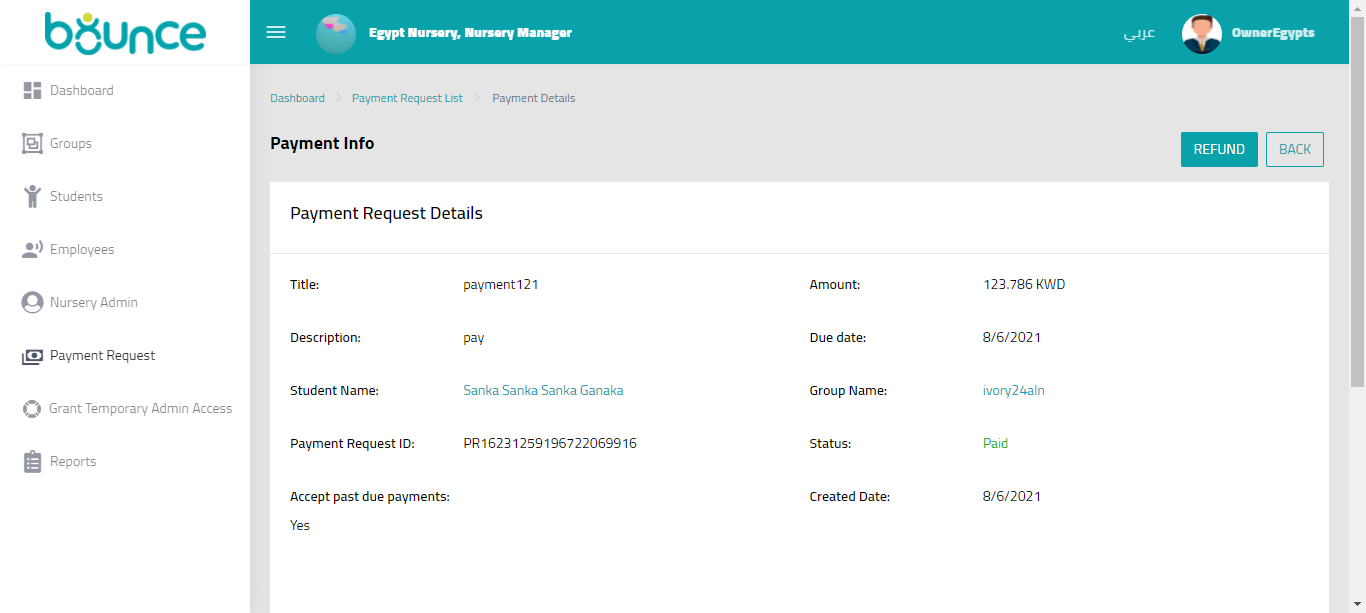 bounce
Egypt Nursery, Nursery Manager
عربي
OwnerEgypts
Dashboard
Groups
Students
Employees
Nursery Admin
Payment Request
Grant Temporary Admin Access
Reports
Dashboard > Payment Request List > Payment Details
Payment Info
REFUND
BACK
Payment Request Details
Title: payment121 Amount: 123.786 KWD
Description: pay Due date: 8/6/2021
Student Name: Sanka Sanka Sanka Ganaka Group Name: ivory24aln
Payment Request ID: PR16231259196722069916 Status: Paid
Accept past due payments: Created Date: 8/6/2021
Yes